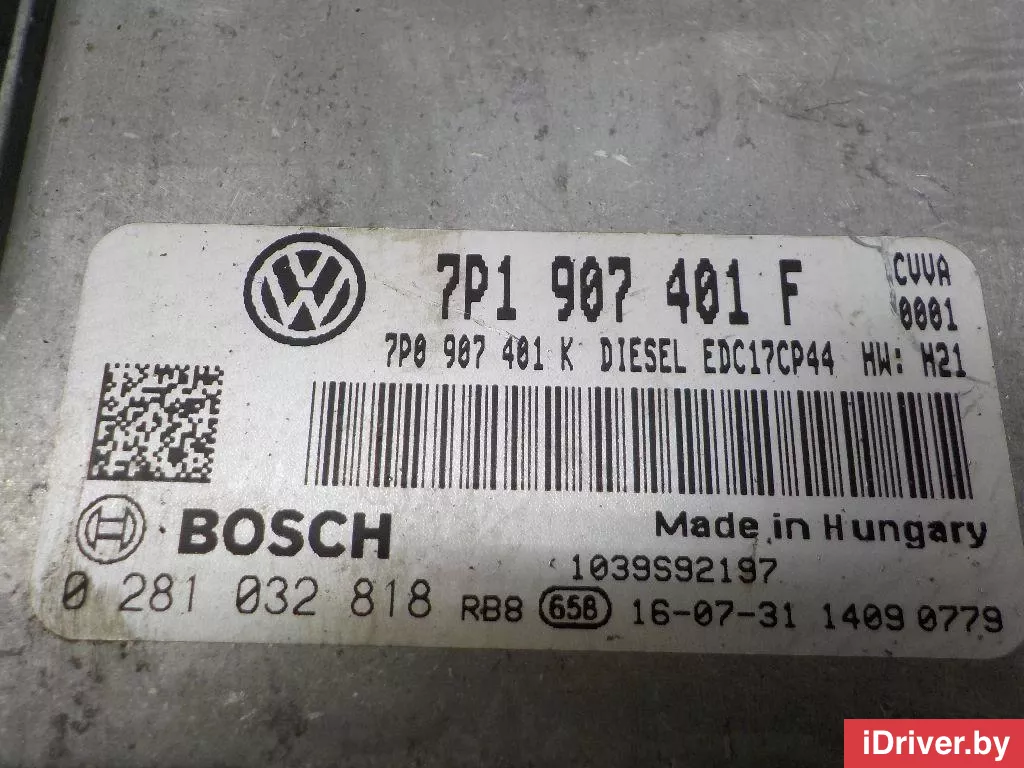 7P1 907 401 F
CVVA
0001
7P0 907 401 K DIESEL EDC17CP44 HW: H21
BOSCH
Made in Hungary
1039S92197
0 281 032 818 RB8 65B 16-07-31 1409 0779
iDriver.by